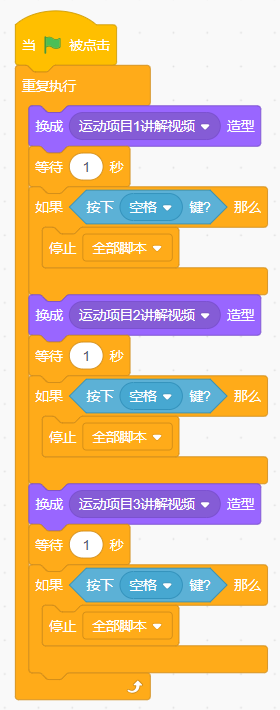 当 被点击
重复执行
换成 运动项目1讲解视频 造型
等待 1 秒
如果 按下 空格 键? 那么
停止 全部脚本
换成 运动项目2讲解视频 造型
等待 1 秒
如果 按下 空格 键? 那么
停止 全部脚本
换成 运动项目3讲解视频 造型
等待 1 秒
如果 按下 空格 键? 那么
停止 全部脚本